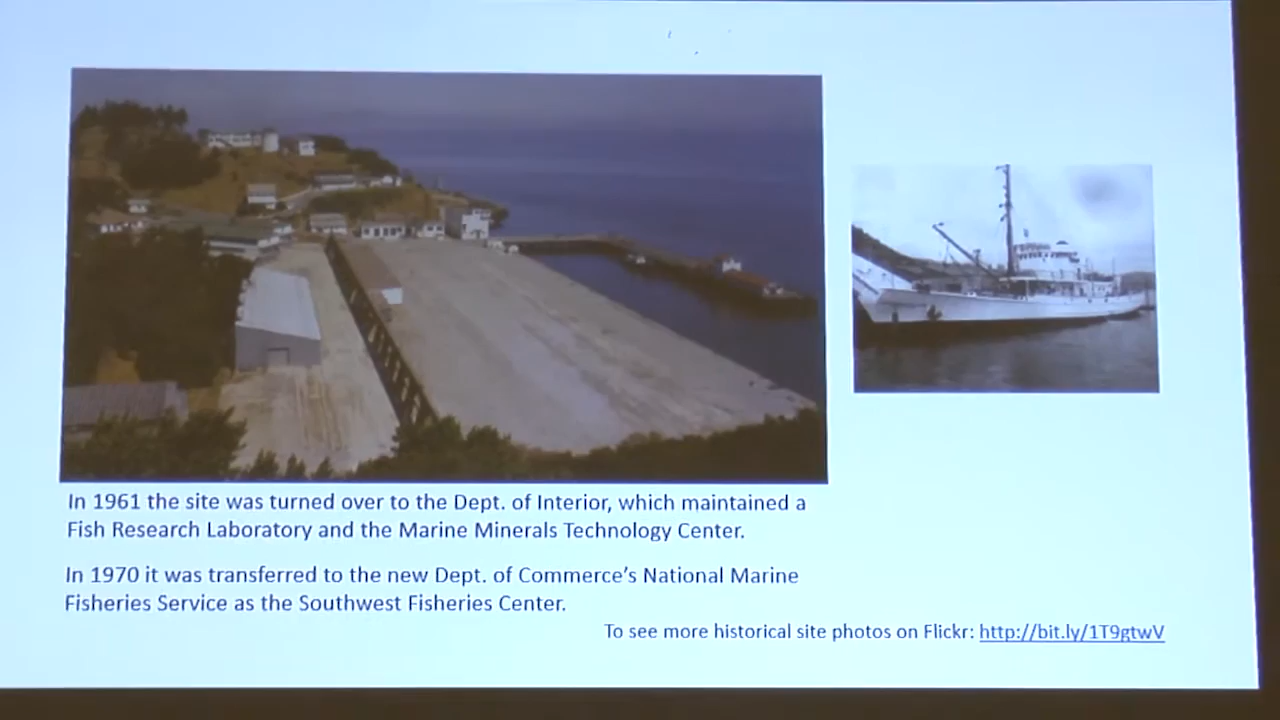 In 1961 the site was turned over to the Dept. of Interior, which maintained a
Fish Research Laboratory and the Marine Minerals Technology Center.
In 1970 it was transferred to the new Dept. of Commerce’s National Marine
Fisheries Service as the Southwest Fisheries Center.
To see more historical site photos on Flickr: http://bit.ly/1T9gtwV